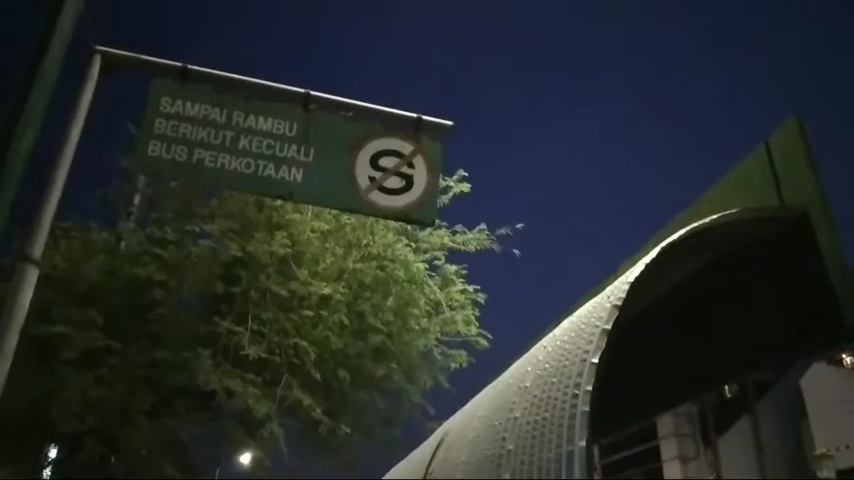 SAMPAI RAMBU
BERIKUT KECUALI
BUS PERKOTAAN
S